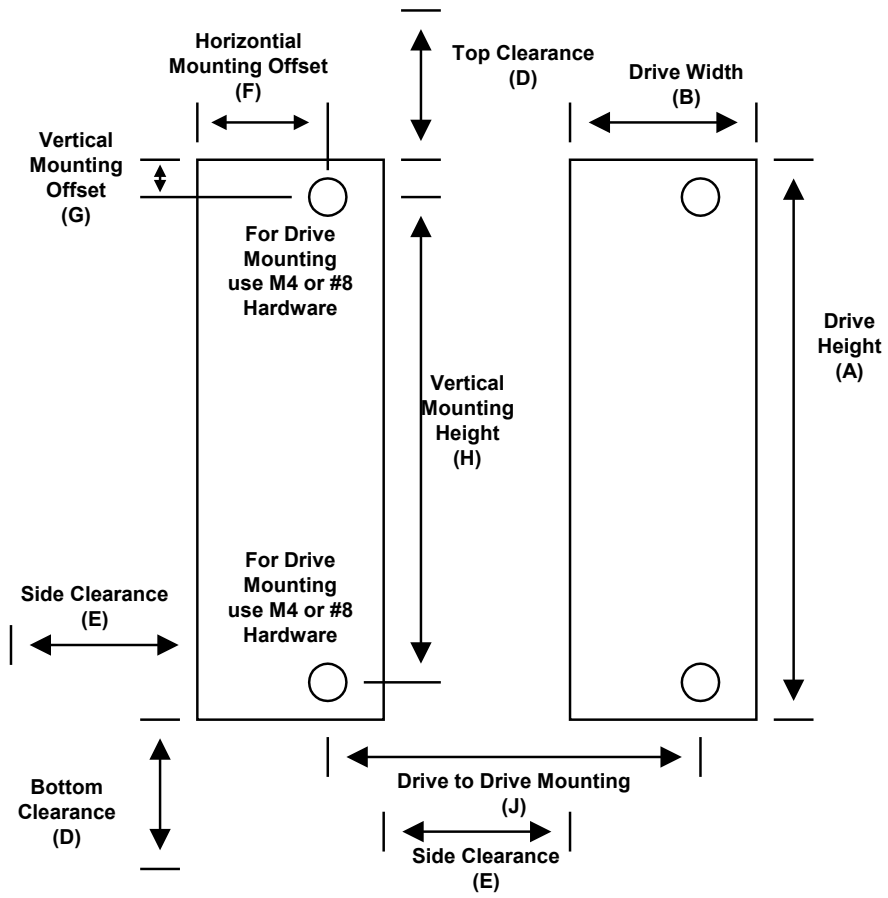 Horizontial
Mounting Offset
(F)
Top Clearance
(D)
Drive Width
(B)
Vertical
Mounting
Offset
(G)
For Drive
Mounting
use M4 or #8
Hardware
Drive
Height
(A)
Vertical
Mounting
Height
(H)
For Drive
Mounting
use M4 or #8
Hardware
Side Clearance
(E)
Bottom
Clearance
(D)
Drive to Drive Mounting
(J)
Side Clearance
(E)